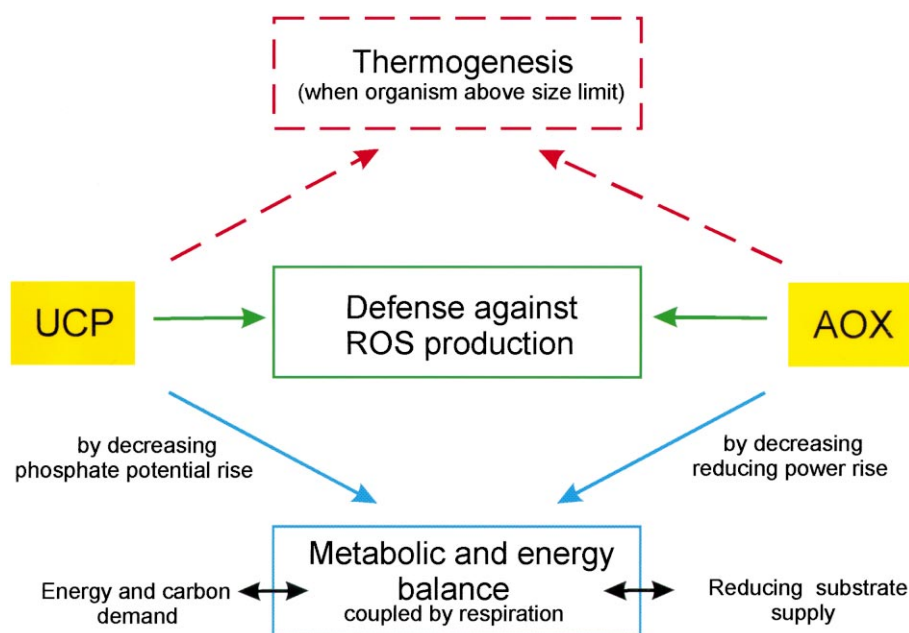 Thermogenesis
(when organism above size limit)
UCP
Defense against
ROS production
AOX
by decreasing
phosphate potential rise
by decreasing
reducing power rise
Metabolic and energy
balance
coupled by respiration
Energy and carbon
demand
Reducing substrate
supply